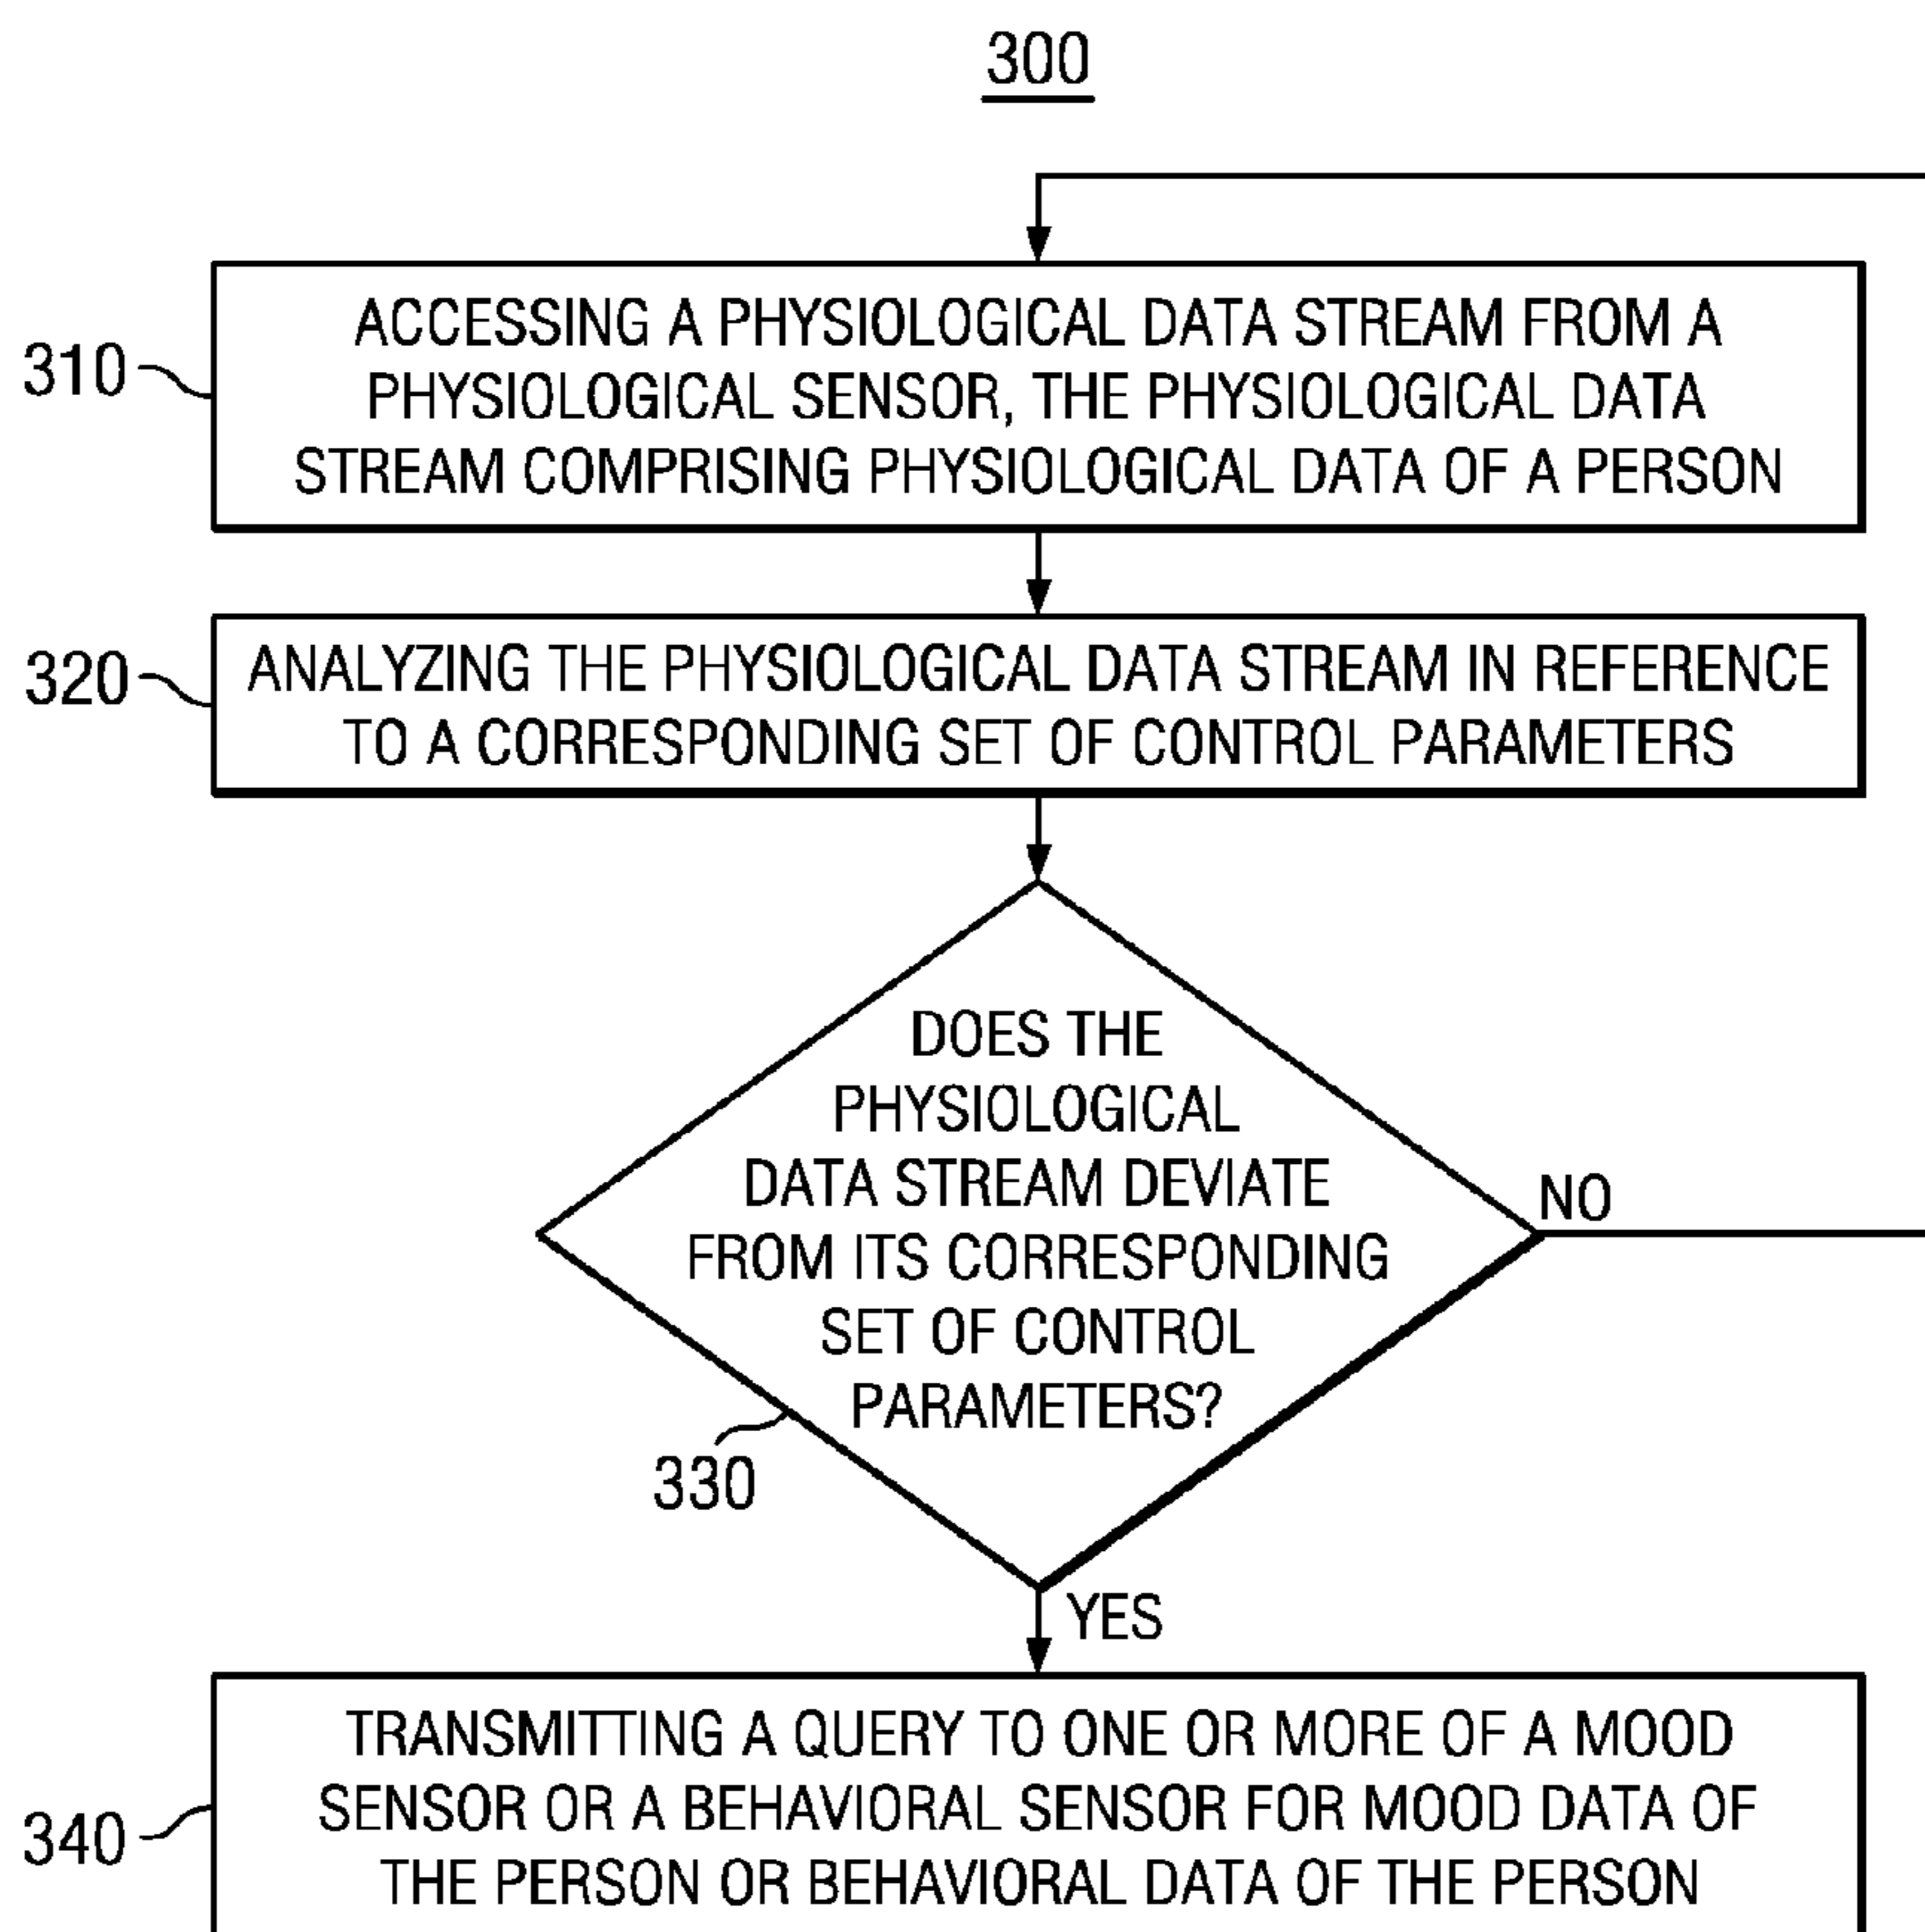 300
310
ACCESSING A PHYSIOLOGICAL DATA STREAM FROM A
PHYSIOLOGICAL SENSOR, THE PHYSIOLOGICAL DATA
STREAM COMPRISING PHYSIOLOGICAL DATA OF A PERSON
320
ANALYZING THE PHYSIOLOGICAL DATA STREAM IN REFERENCE
TO A CORRESPONDING SET OF CONTROL PARAMETERS
DOES THE
PHYSIOLOGICAL
DATA STREAM DEVIATE
FROM ITS CORRESPONDING
SET OF CONTROL
PARAMETERS?
NO
330
YES
340
TRANSMITTING A QUERY TO ONE OR MORE OF A MOOD
SENSOR OR A BEHAVIORAL SENSOR FOR MOOD DATA OF
THE PERSON OR BEHAVIORAL DATA OF THE PERSON